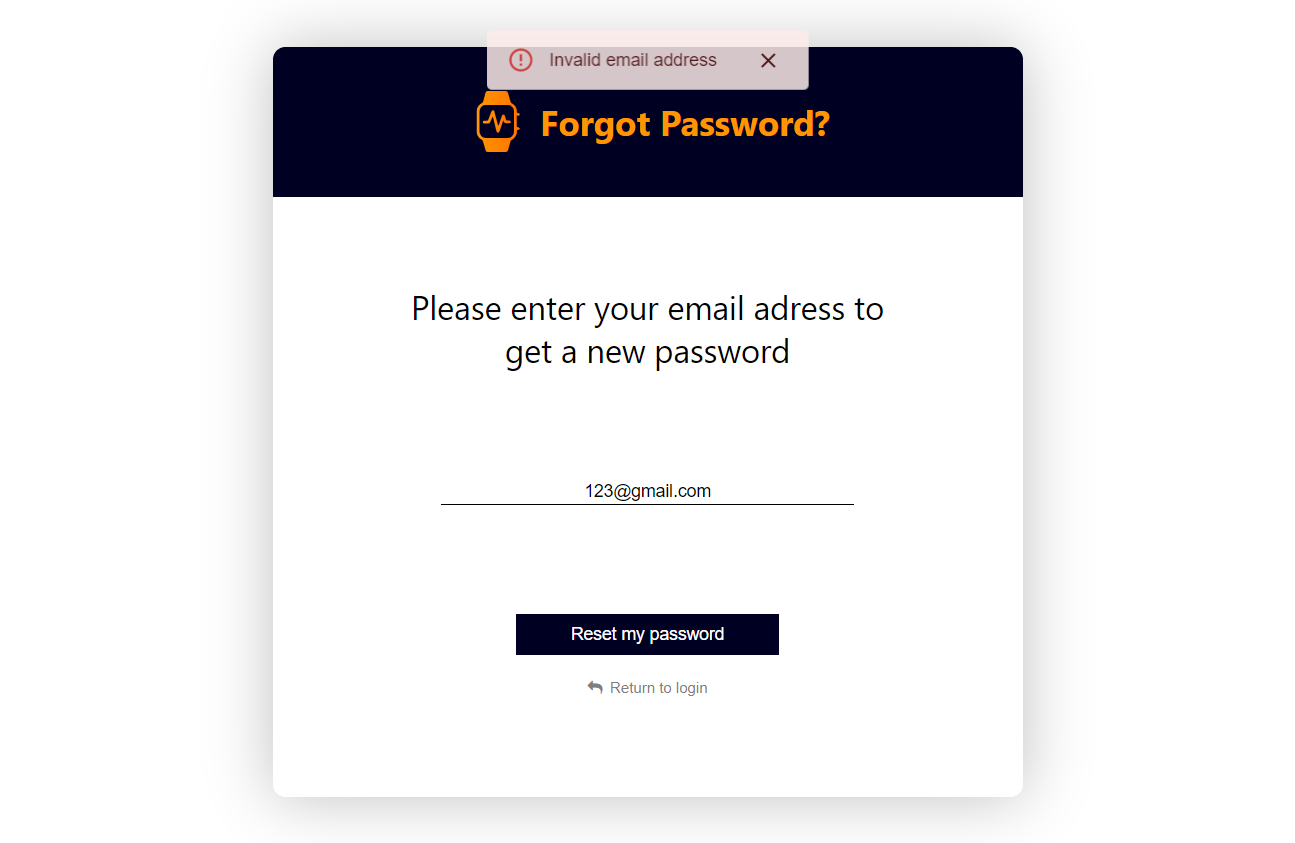 Invalid email address
Forgot Password?
Please enter your email adress to
get a new password
123@gmail.com
Reset my password
Return to login